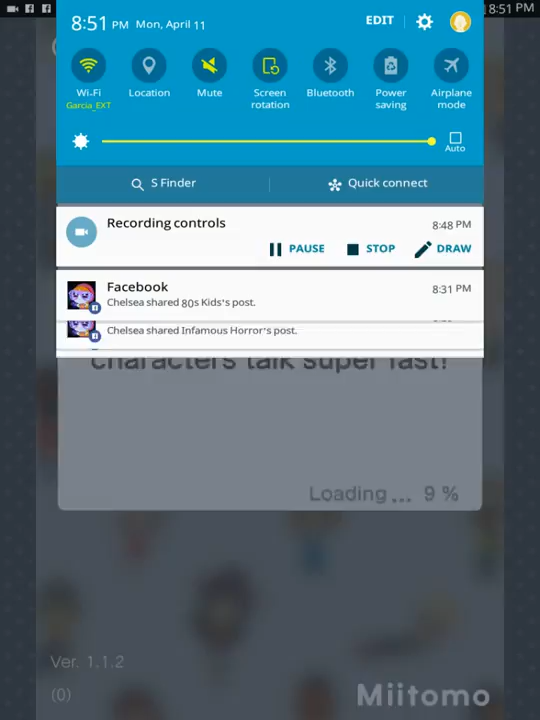 8:51 PM
8:51 PM Mon, April 11 EDIT
Wi-Fi Location Mute Screen rotation Bluetooth Power saving Airplane mode
Garcia_EXT
Auto
S Finder Quick connect
Recording controls 8:48 PM
PAUSE STOP DRAW
Facebook 8:31 PM
Chelsea shared 80s Kids's post.
Chelsea shared Infamous Horror's post.
characters talk super fast!
Loading ... 9 %
Ver. 1.1.2
(0)
Miitomo